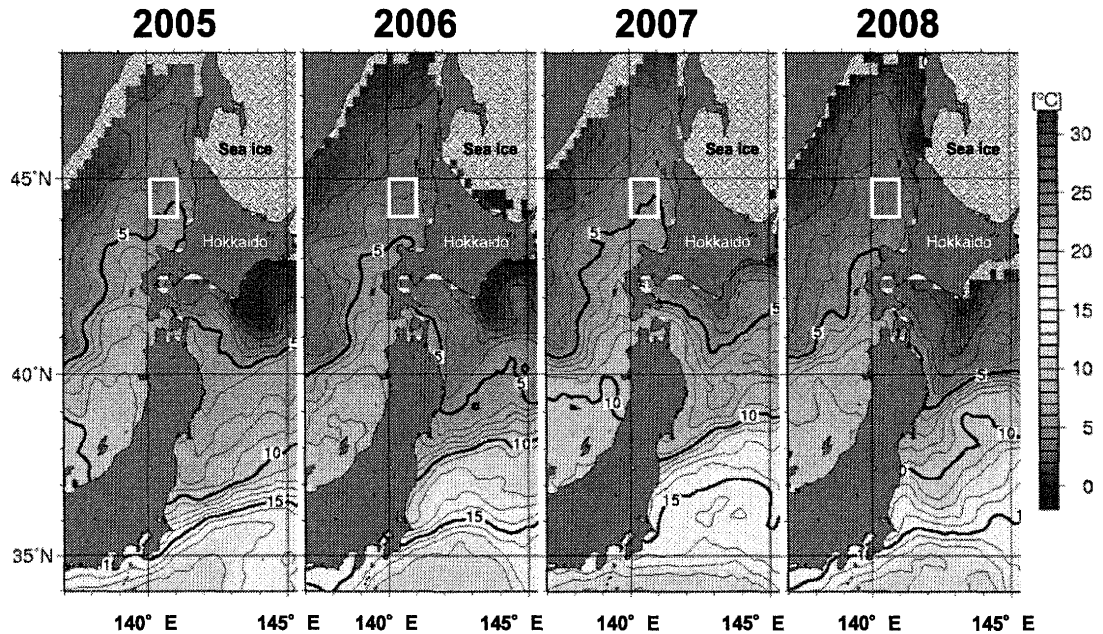 2005 2006 2007 2008
[°C]
30
Sea Ice Sea Ice Sea Ice Sea Ice
45°N
25
5 5 5 5
Hokkaido Hokkaido Hokkaido Hokkaido
20
15
5 5 5 5
40°N
10
10 10 10 10
5
15 15 15
0
35°N
140° E 145° E 140° E 145° E 140° E 145° E 140° E 145° E